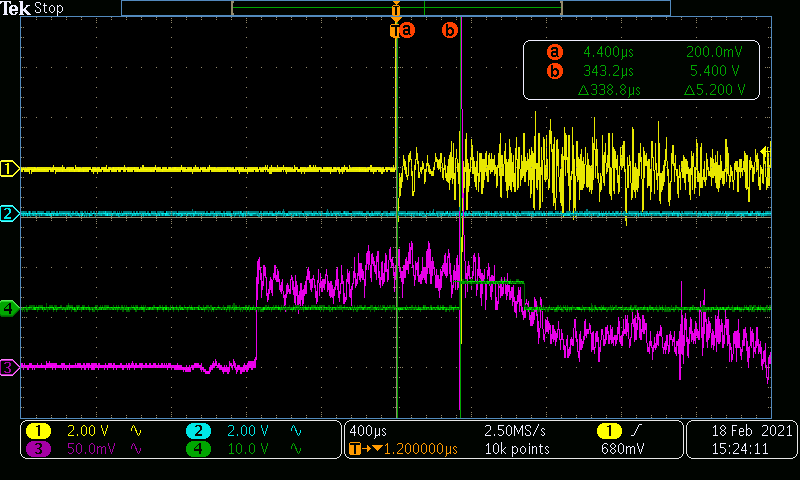 Tek Stop
T a b
a 4.400µs 200.0mV
b 343.2µs 5.400 V
△338.8µs △5.200 V
1
2
4
3
1 2.00 V 2 2.00 V 400µs 2.50MS/s 1 680mV 18 Feb 2021
3 50.0mV 4 10.0 V T→▼1.200000µs 10k points 15:24:11